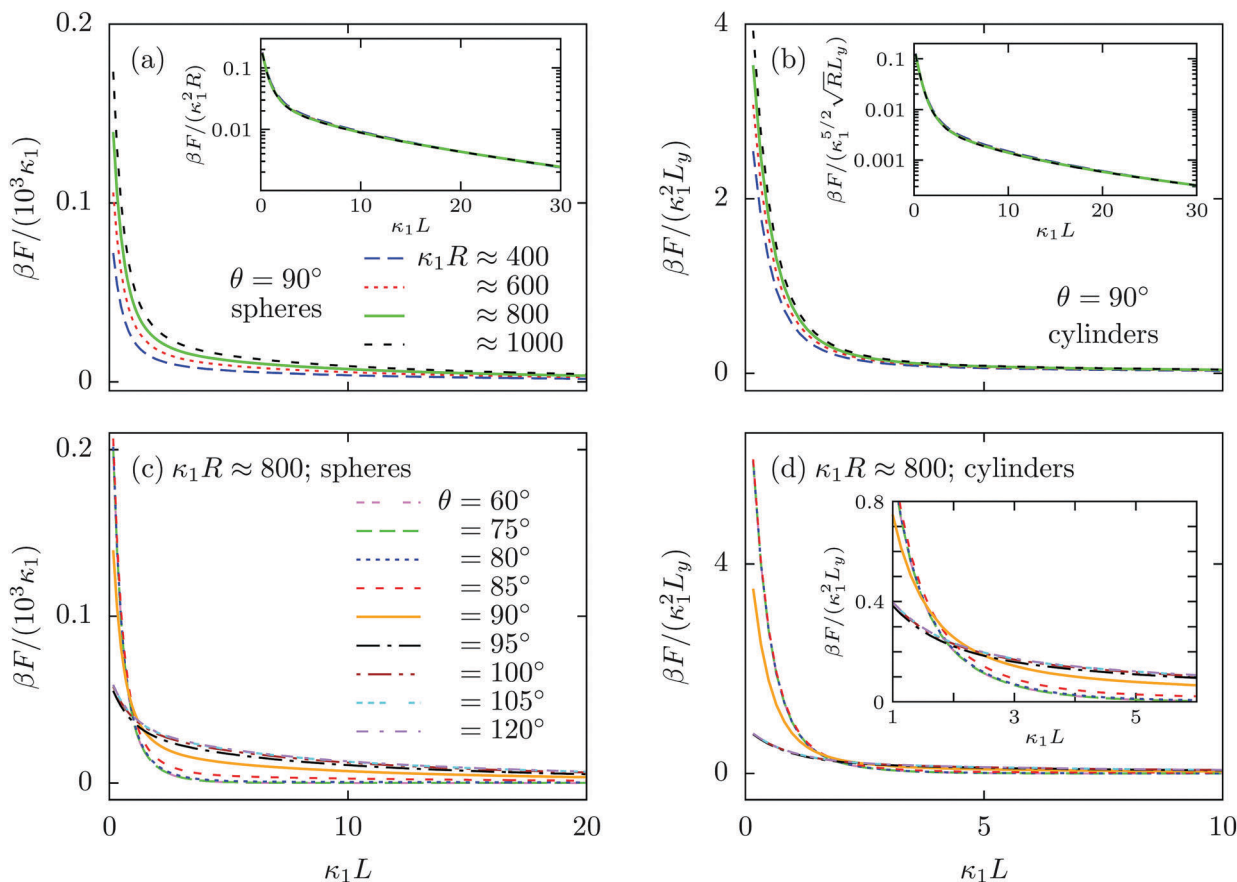 (a)
βF/(10³κ₁)
0.2
0.1
0
βF/(κ₁²R)
0.1
0.01
0 10 20 30
κ₁L
θ = 90°
spheres
κ₁R ≈ 400
≈ 600
≈ 800
≈ 1000
0 10 20
(b)
βF/(κ₁²L_y)
4
2
0
βF/(κ₁^{5/2}√RL_y)
0.1
0.01
0.001
0 10 20 30
κ₁L
θ = 90°
cylinders
(c) κ₁R ≈ 800; spheres
βF/(10³κ₁)
0.2
0.1
0
θ = 60°
= 75°
= 80°
= 85°
= 90°
= 95°
= 100°
= 105°
= 120°
0 10 20
κ₁L
(d) κ₁R ≈ 800; cylinders
βF/(κ₁²L_y)
4
0
βF/(κ₁²L_y)
0.8
0.4
0
1 3 5
κ₁L
0 5 10
κ₁L